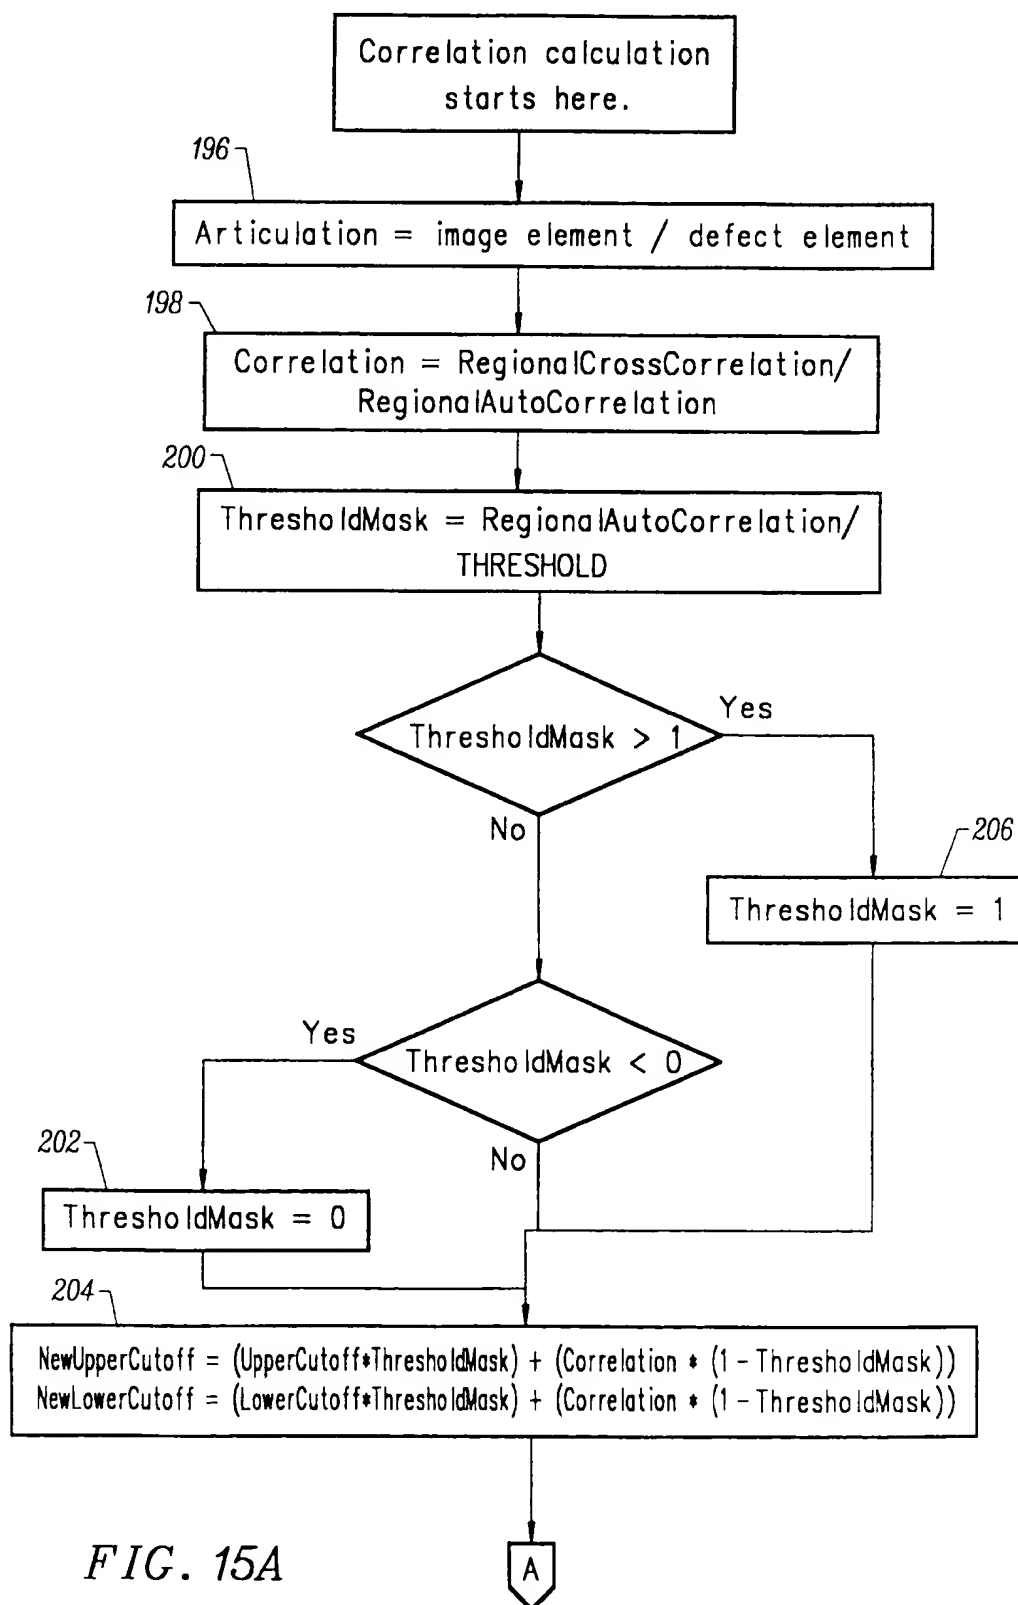 Correlation calculation
starts here.
196
Articulation = image element / defect element
198
Correlation = RegionalCrossCorrelation/
RegionalAutoCorrelation
200
ThresholdMask = RegionalAutoCorrelation/
THRESHOLD
ThresholdMask > 1
Yes
No
206
ThresholdMask = 1
Yes
ThresholdMask < 0
No
202
ThresholdMask = 0
204
NewUpperCutoff = (UpperCutoff*ThresholdMask) + (Correlation * (1 - ThresholdMask))
NewLowerCutoff = (LowerCutoff*ThresholdMask) + (Correlation * (1 - ThresholdMask))
FIG. 15A
A